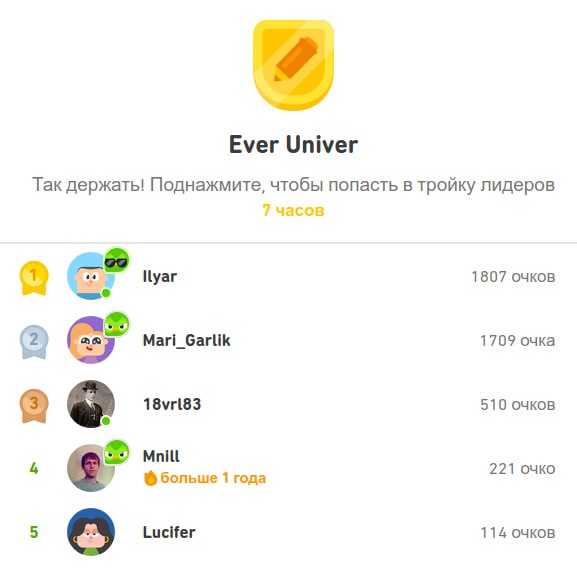 Ever Univer
Так держать! Поднажмите, чтобы попасть в тройку лидеров
7 часов
1 Ilyar 1807 очков
2 Mari_Garlik 1709 очка
3 18vrl83 510 очков
4 Mnill 221 очко
больше 1 года
5 Lucifer 114 очков